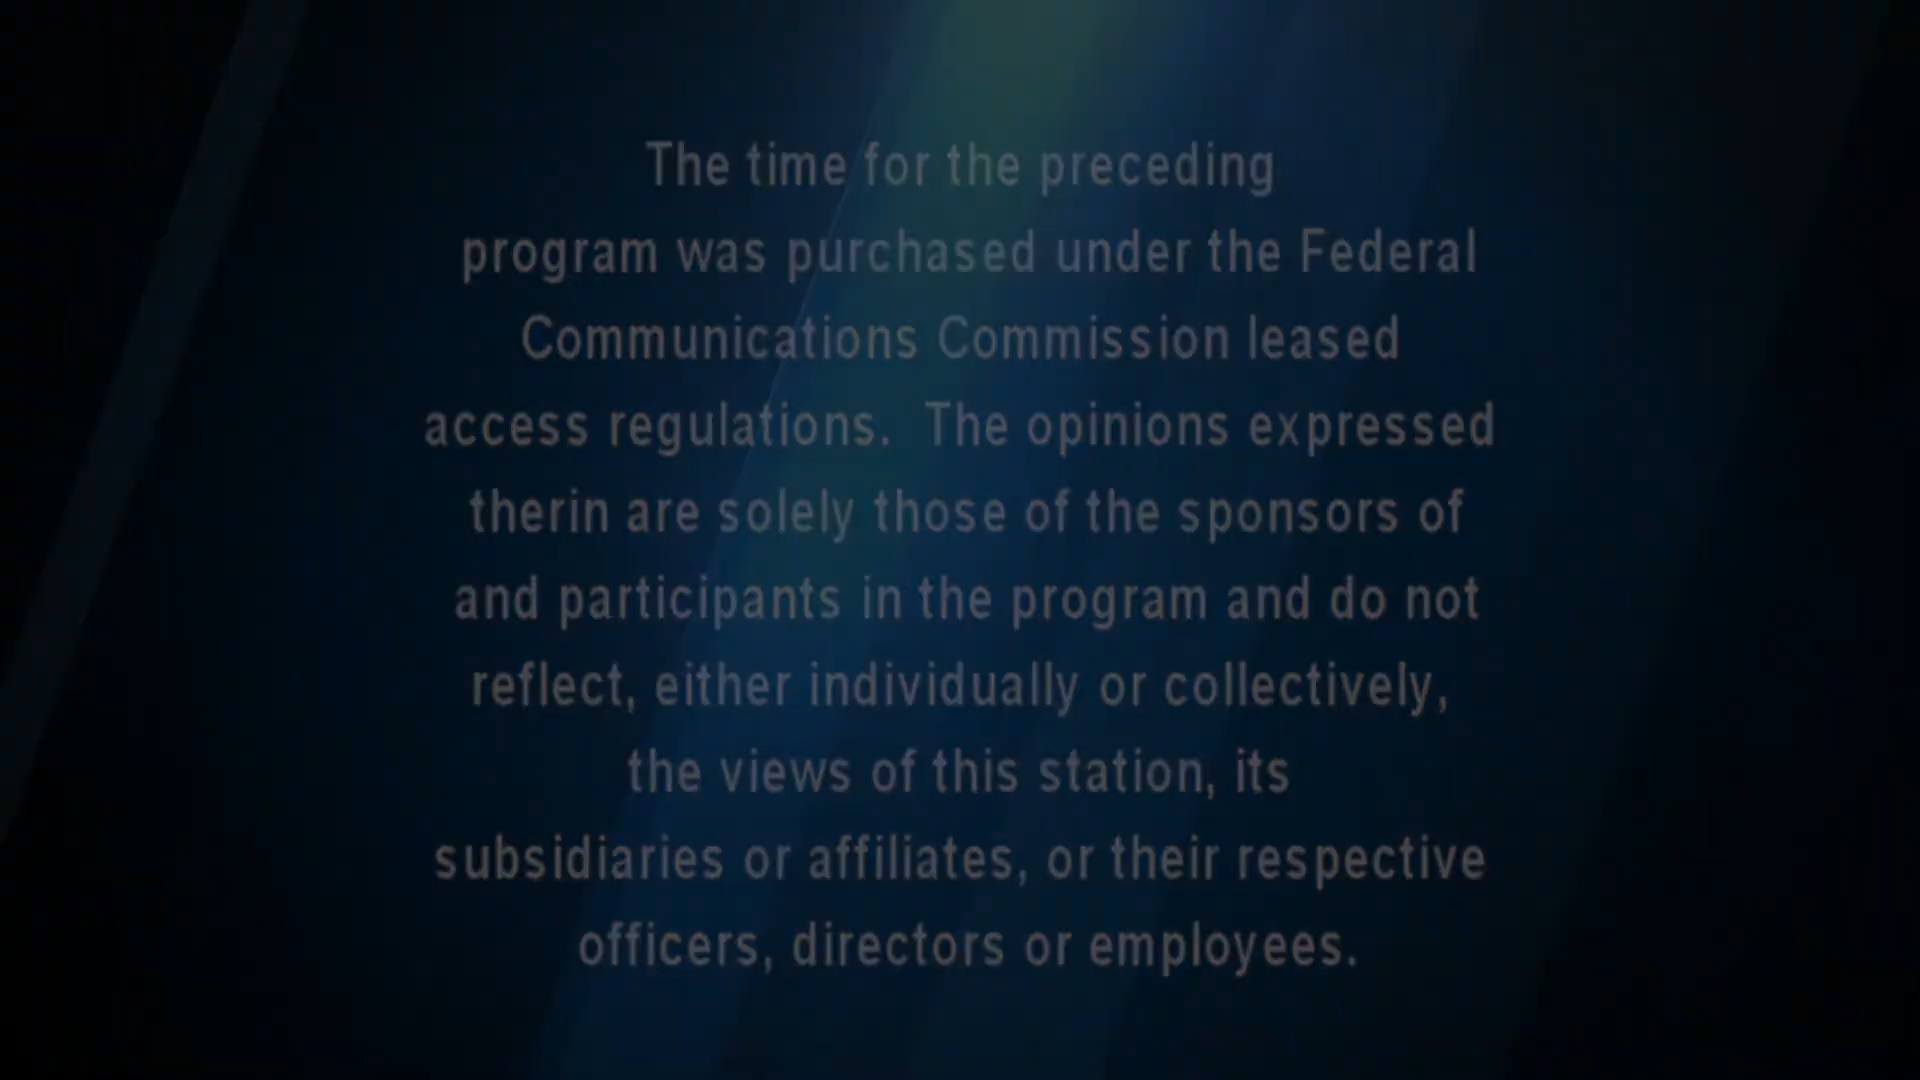 The time for the preceding
program was purchased under the Federal
Communications Commission leased
access regulations.  The opinions expressed
therin are solely those of the sponsors of
and participants in the program and do not
reflect, either individually or collectively,
the views of this station, its
subsidiaries or affiliates, or their respective
officers, directors or employees.